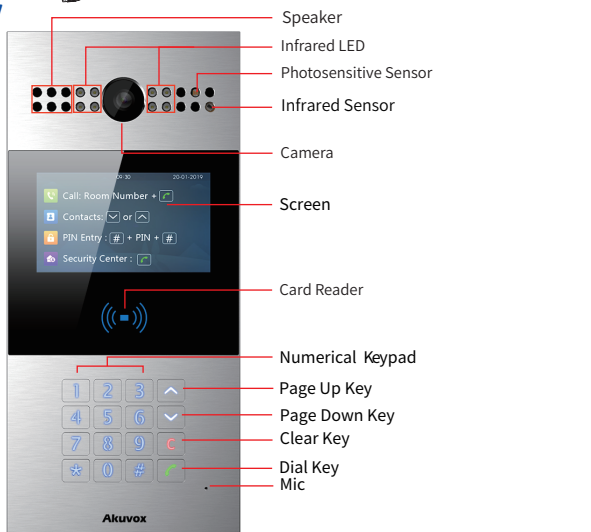 Speaker
Infrared LED
Photosensitive Sensor
Infrared Sensor
Camera
09:30 20-01-2019
Call: Room Number +
Contacts: or
PIN Entry : # + PIN + #
Security Center :
Screen
Card Reader
Numerical Keypad
1 2 3
Page Up Key
4 5 6
Page Down Key
7 8 9 C
Clear Key
* 0 #
Dial Key
Mic
Akuvox